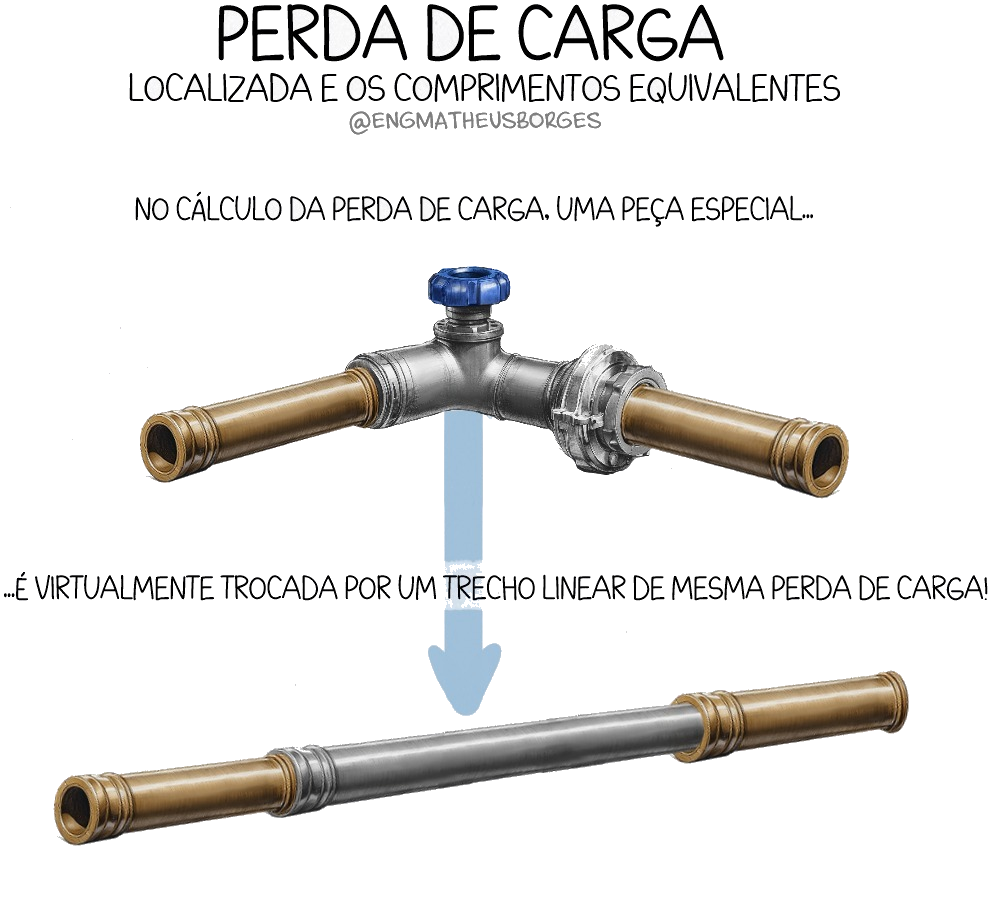 PERDA DE CARGA
LOCALIZADA E OS COMPRIMENTOS EQUIVALENTES
@ENGMATHEUSBORGES
NO CÁLCULO DA PERDA DE CARGA, UMA PEÇA ESPECIAL...
...É VIRTUALMENTE TROCADA POR UM TRECHO LINEAR DE MESMA PERDA DE CARGA!